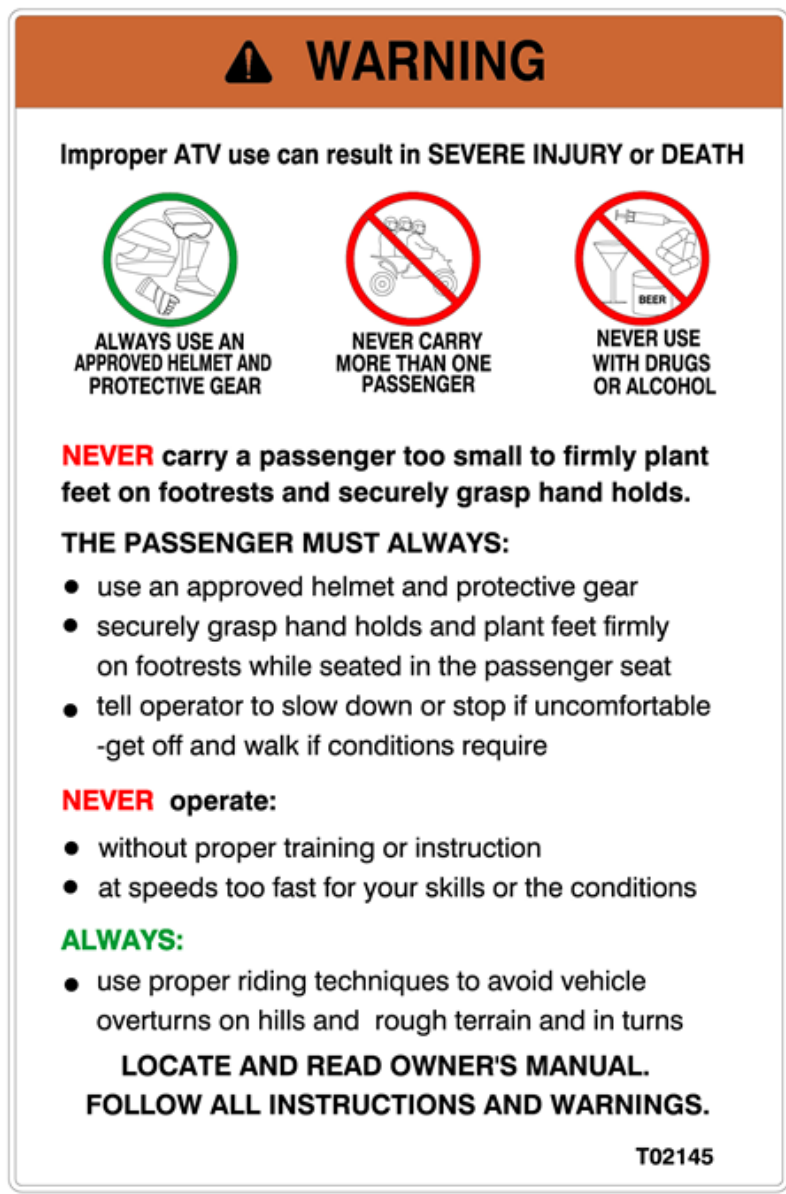 WARNING
Improper ATV use can result in SEVERE INJURY or DEATH
BEER
ALWAYS USE AN
APPROVED HELMET AND
PROTECTIVE GEAR
NEVER CARRY
MORE THAN ONE
PASSENGER
NEVER USE
WITH DRUGS
OR ALCOHOL
NEVER carry a passenger too small to firmly plant
feet on footrests and securely grasp hand holds.
THE PASSENGER MUST ALWAYS:
● use an approved helmet and protective gear
● securely grasp hand holds and plant feet firmly
on footrests while seated in the passenger seat
● tell operator to slow down or stop if uncomfortable
-get off and walk if conditions require
NEVER operate:
● without proper training or instruction
● at speeds too fast for your skills or the conditions
ALWAYS:
● use proper riding techniques to avoid vehicle
overturns on hills and rough terrain and in turns
LOCATE AND READ OWNER'S MANUAL.
FOLLOW ALL INSTRUCTIONS AND WARNINGS.
T02145